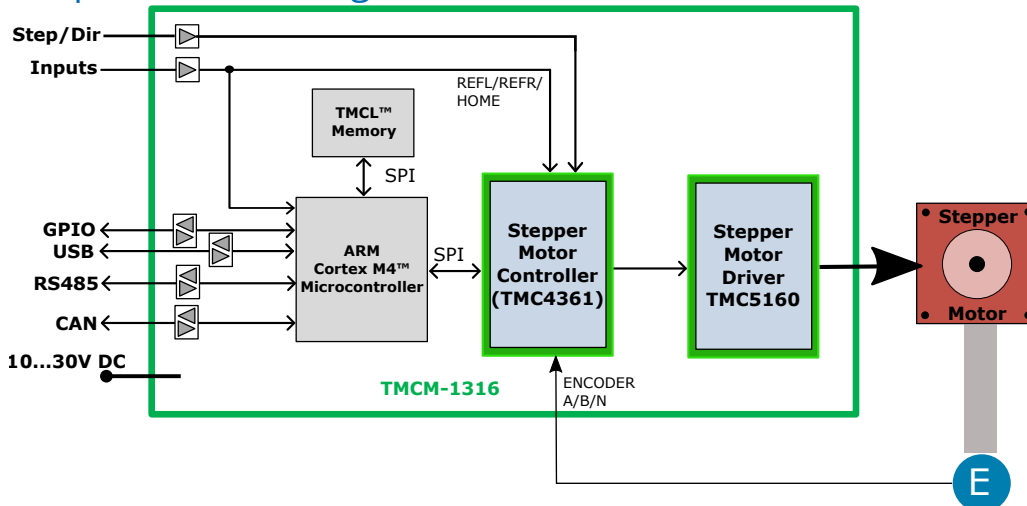 Step/Dir
Inputs
REFL/REFR/
HOME
TMCL™
Memory
SPI
GPIO
USB
RS485
CAN
10...30V DC
ARM
Cortex M4™
Microcontroller
SPI
Stepper
Motor
Controller
(TMC4361)
Stepper
Motor
Driver
TMC5160
Stepper
Motor
TMCM-1316
ENCODER
A/B/N
E